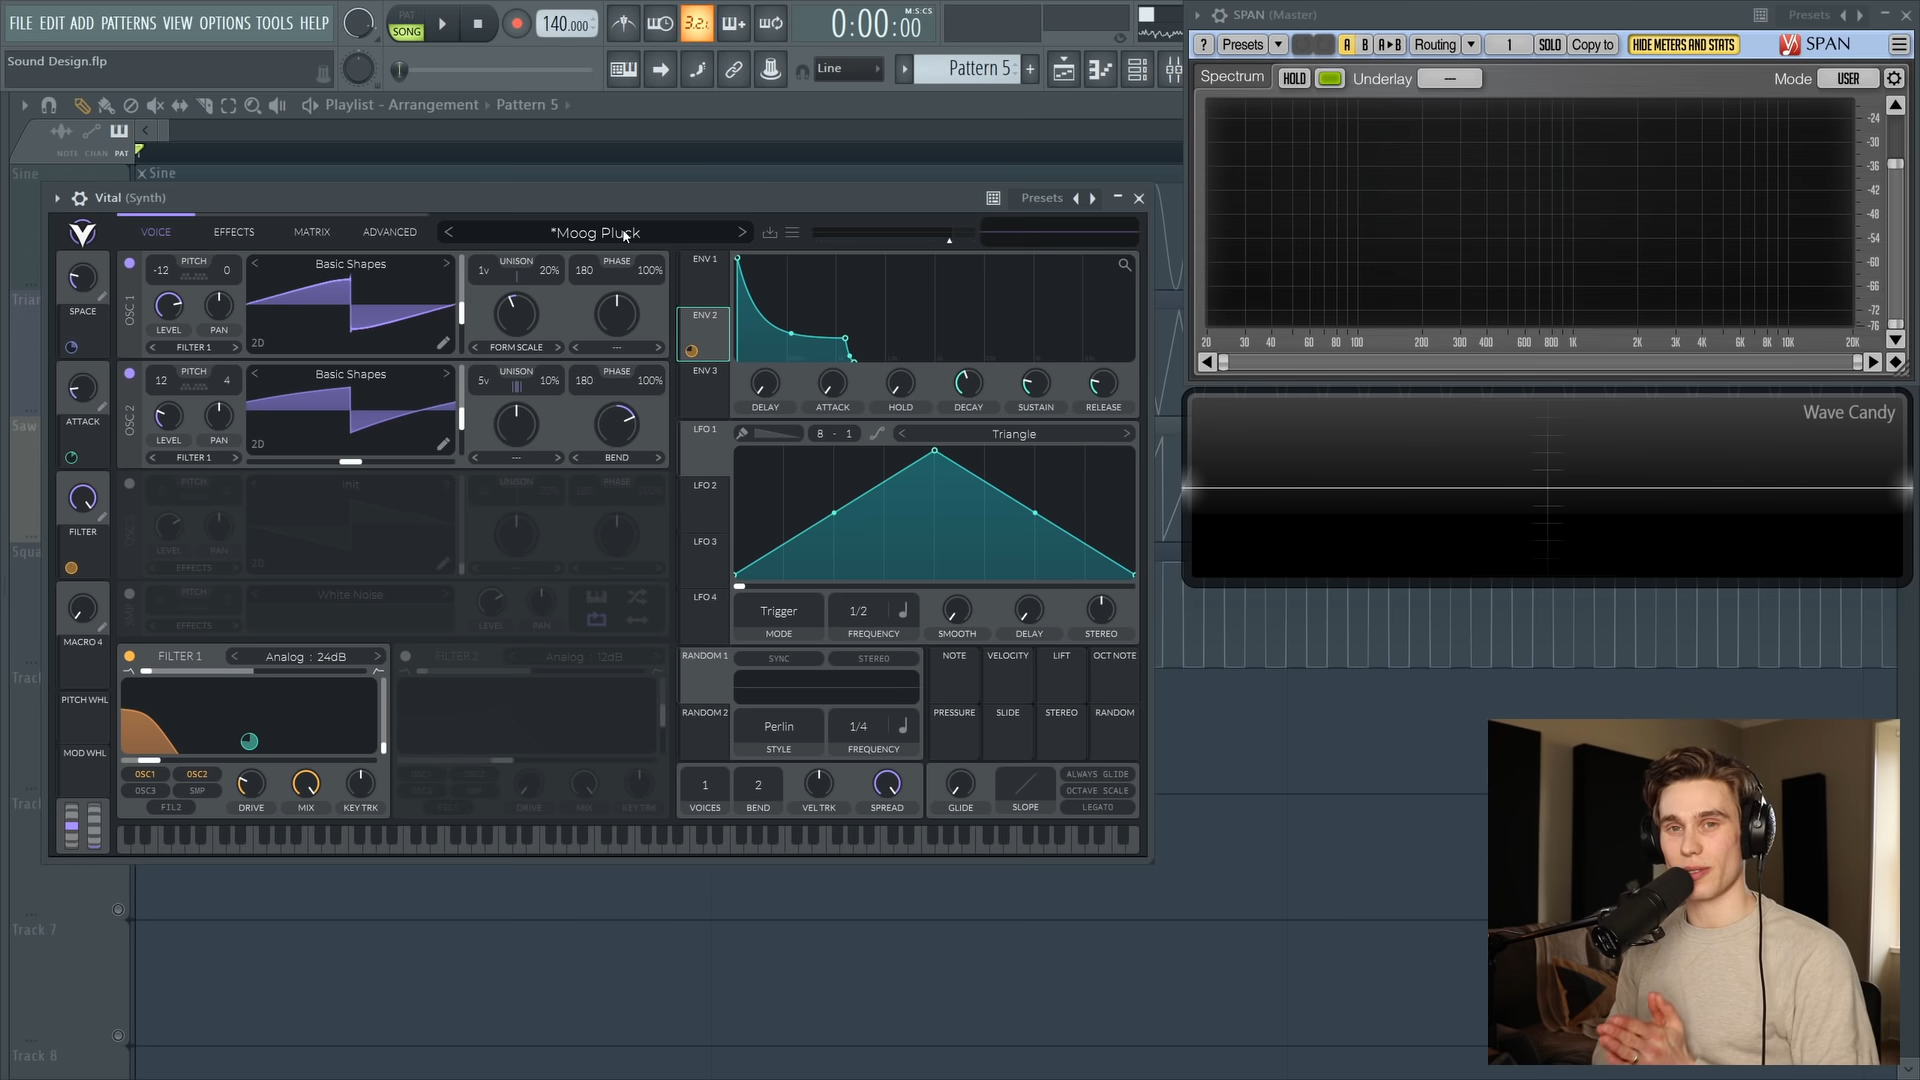 FILE EDIT ADD PATTERNS VIEW OPTIONS TOOLS HELP
PAT
SONG
140.000
3.2.
0:00:00
M:S:CS
Sound Design.flp
Line
Pattern 5
+
Playlist - Arrangement
Pattern 5
NOTE CHAN PAT
Sine
Sine
Saw
Track 7
Track 8
Vital (Synth)
Presets
VOICE EFFECTS MATRIX ADVANCED
*Moog Pluck
SPACE
ATTACK
FILTER
MACRO 4
PITCH WHL
MOD WHL
OSC 1
-12 PITCH 0
LEVEL PAN
FILTER 1
Basic Shapes
2D
UNISON
1v 20%
PHASE
180 100%
FORM SCALE
---
OSC 2
12 PITCH 4
LEVEL PAN
FILTER 1
Basic Shapes
2D
UNISON
5v 10%
PHASE
180 100%
---
BEND
PITCH
LEVEL PAN
EFFECTS
Init
2D
UNISON
PHASE
SMP
PITCH
EFFECTS
White Noise
LEVEL PAN
FILTER 1
Analog : 24dB
OSC1 OSC2
OSC3 SMP
FIL2
DRIVE MIX KEY TRK
FILTER 2
Analog : 12dB
DRIVE MIX KEY TRK
ENV 1
ENV 2
ENV 3
DELAY ATTACK HOLD DECAY SUSTAIN RELEASE
LFO 1
LFO 2
LFO 3
LFO 4
8 - 1
Triangle
Trigger
MODE
1/2
FREQUENCY
SMOOTH DELAY STEREO
RANDOM 1
RANDOM 2
SYNC STEREO
Perlin
STYLE
1/4
FREQUENCY
NOTE VELOCITY LIFT OCT NOTE
PRESSURE SLIDE STEREO RANDOM
1
VOICES
2
BEND
VEL TRK
SPREAD
GLIDE
SLOPE
ALWAYS GLIDE
OCTAVE SCALE
LEGATO
SPAN (Master)
Presets
?
Presets
A B A▸B
Routing
1
SOLO
Copy to
HIDE METERS AND STATS
SPAN
Spectrum
HOLD
Underlay
---
Mode
USER
-24
-30
-36
-42
-48
-54
-60
-66
-72
-76
20 30 40 60 80 100 200 300 400 600 800 1K 2K 3K 4K 6K 8K 10K 20K
Wave Candy